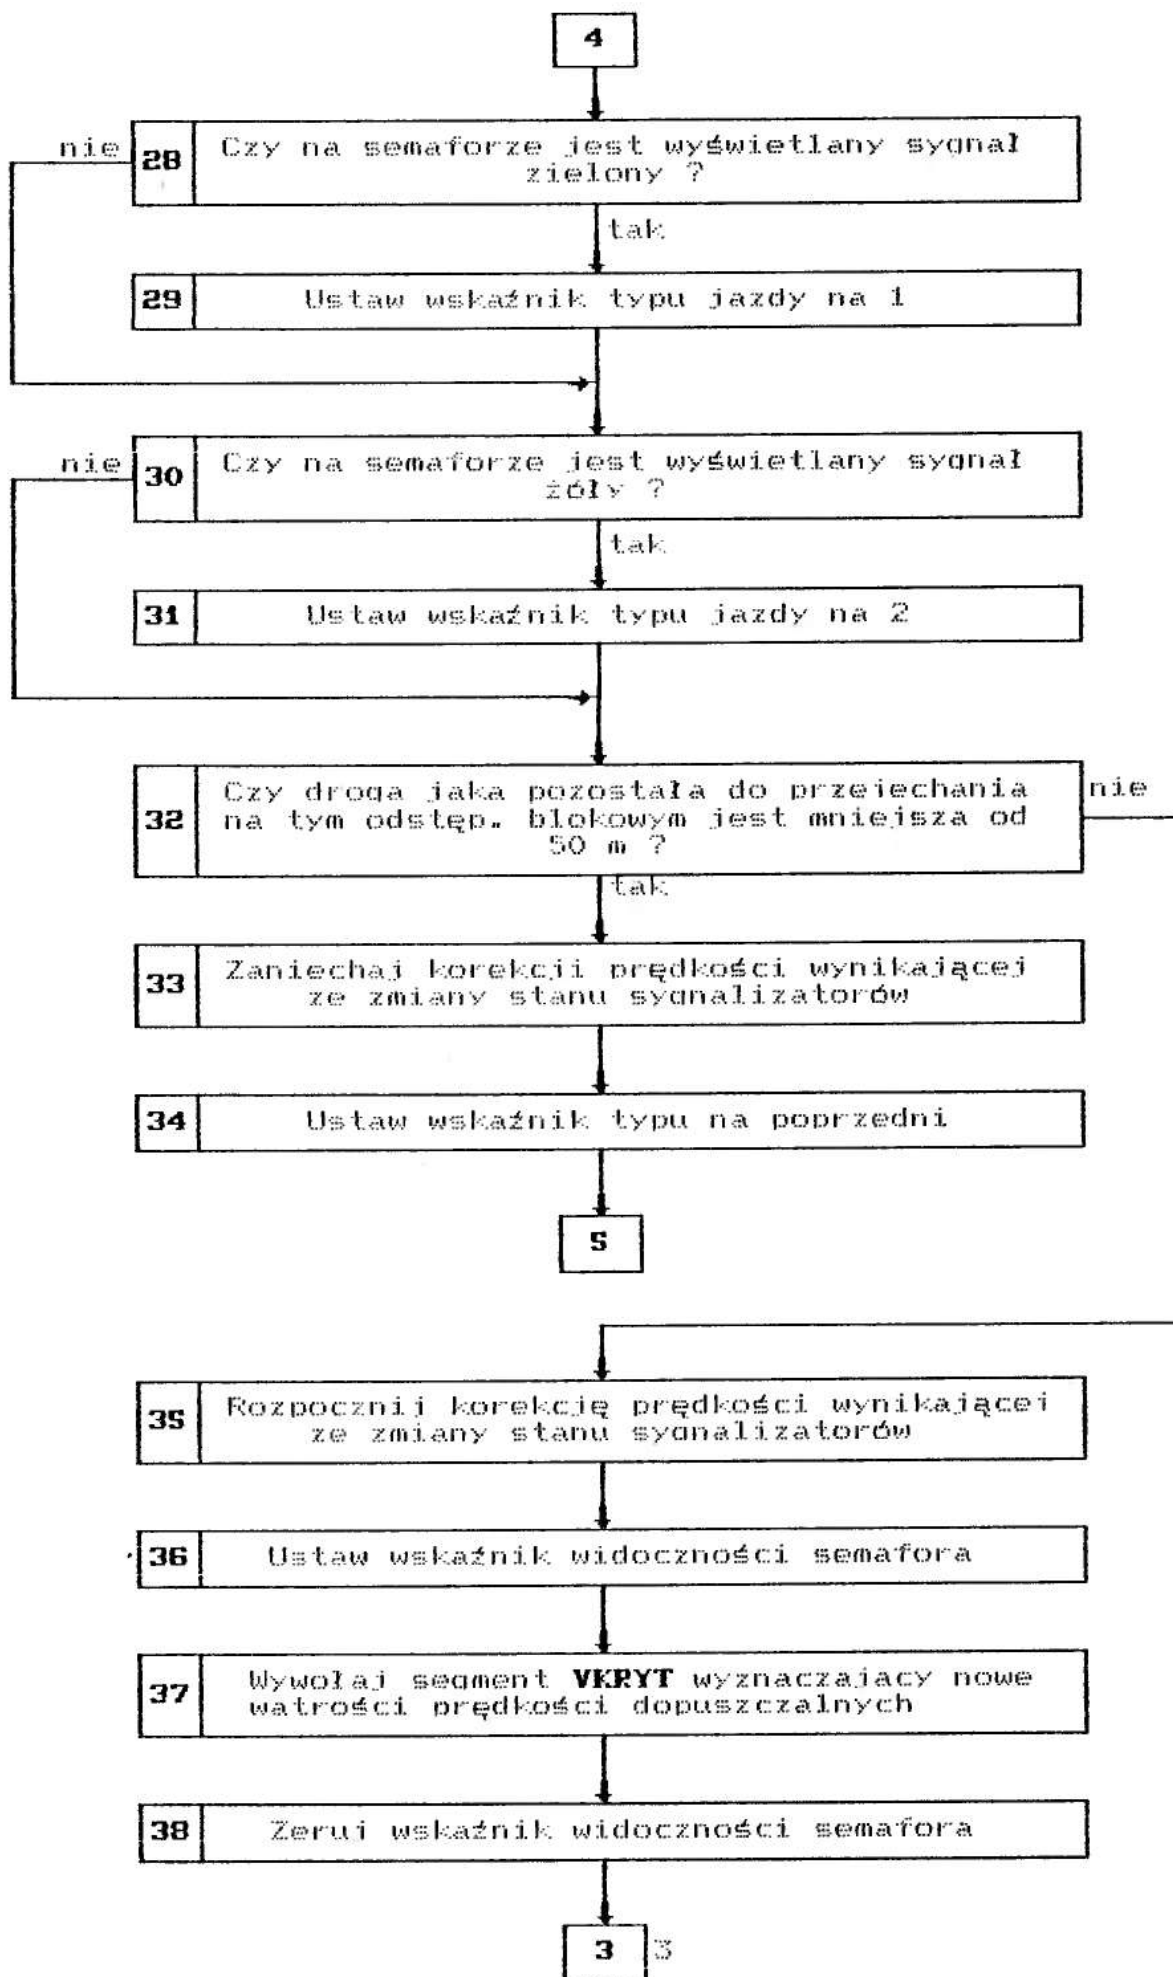 4
nie
28
Czy na semaforze jest wyświetlany sygnał
zielony ?
tak
29
Ustaw wskaźnik typu jazdy na 1
nie
30
Czy na semaforze jest wyświetlany sygnał
żóły ?
tak
31
Ustaw wskaźnik typu jazdy na 2
32
Czy droga jaka pozostała do przejechania
na tym odstęp. blokowym jest mniejsza od
50 m ?
nie
tak
33
Zaniechaj korekcji prędkości wynikającej
ze zmiany stanu sygnalizatorów
34
Ustaw wskaźnik typu na poprzedni
5
35
Rozpocznij korekcję prędkości wynikającej
ze zmiany stanu sygnalizatorów
36
Ustaw wskaźnik widoczności semafora
37
Wywołaj segment VKRYT wyznaczajacy nowe
watrości prędkości dopuszczalnych
38
Zeruj wskaźnik widoczności semafora
3
3